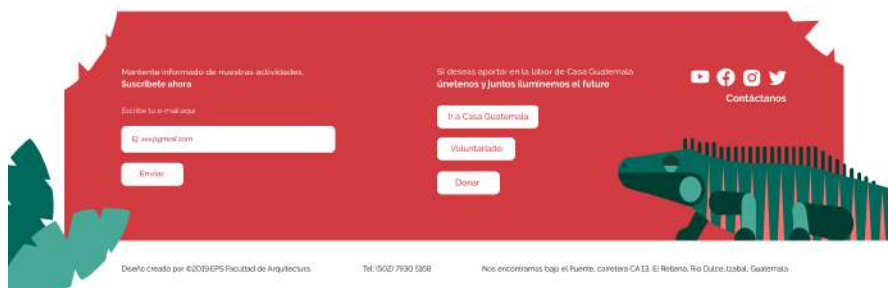 Mantente informado de nuestras actividades.
Suscríbete ahora
Escribe tu e-mail aquí
Ej: xxx@gmail.com
Enviar
Si deseas aportar en la labor de Casa Guatemala
únetenos y juntos iluminemos el futuro
Ir a Casa Guatemala
Voluntariado
Donar
Contáctanos
Diseño creado por ©2019.EPS Facultad de Arquitectura.
Tel: (502) 7930 5358
Nos encontramos bajo el Puente, carretera CA 13, El Relleno, Río Dulce, Izabal, Guatemala